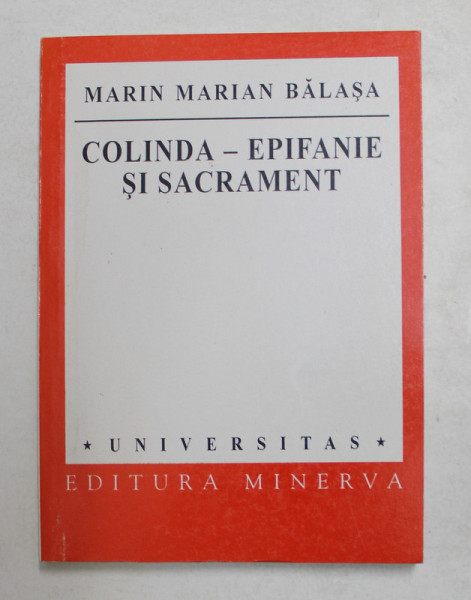 MARIN MARIAN BĂLAŞA
COLINDA – EPIFANIE
ŞI SACRAMENT
★ UNIVERSITAS ★
EDITURA MINERVA